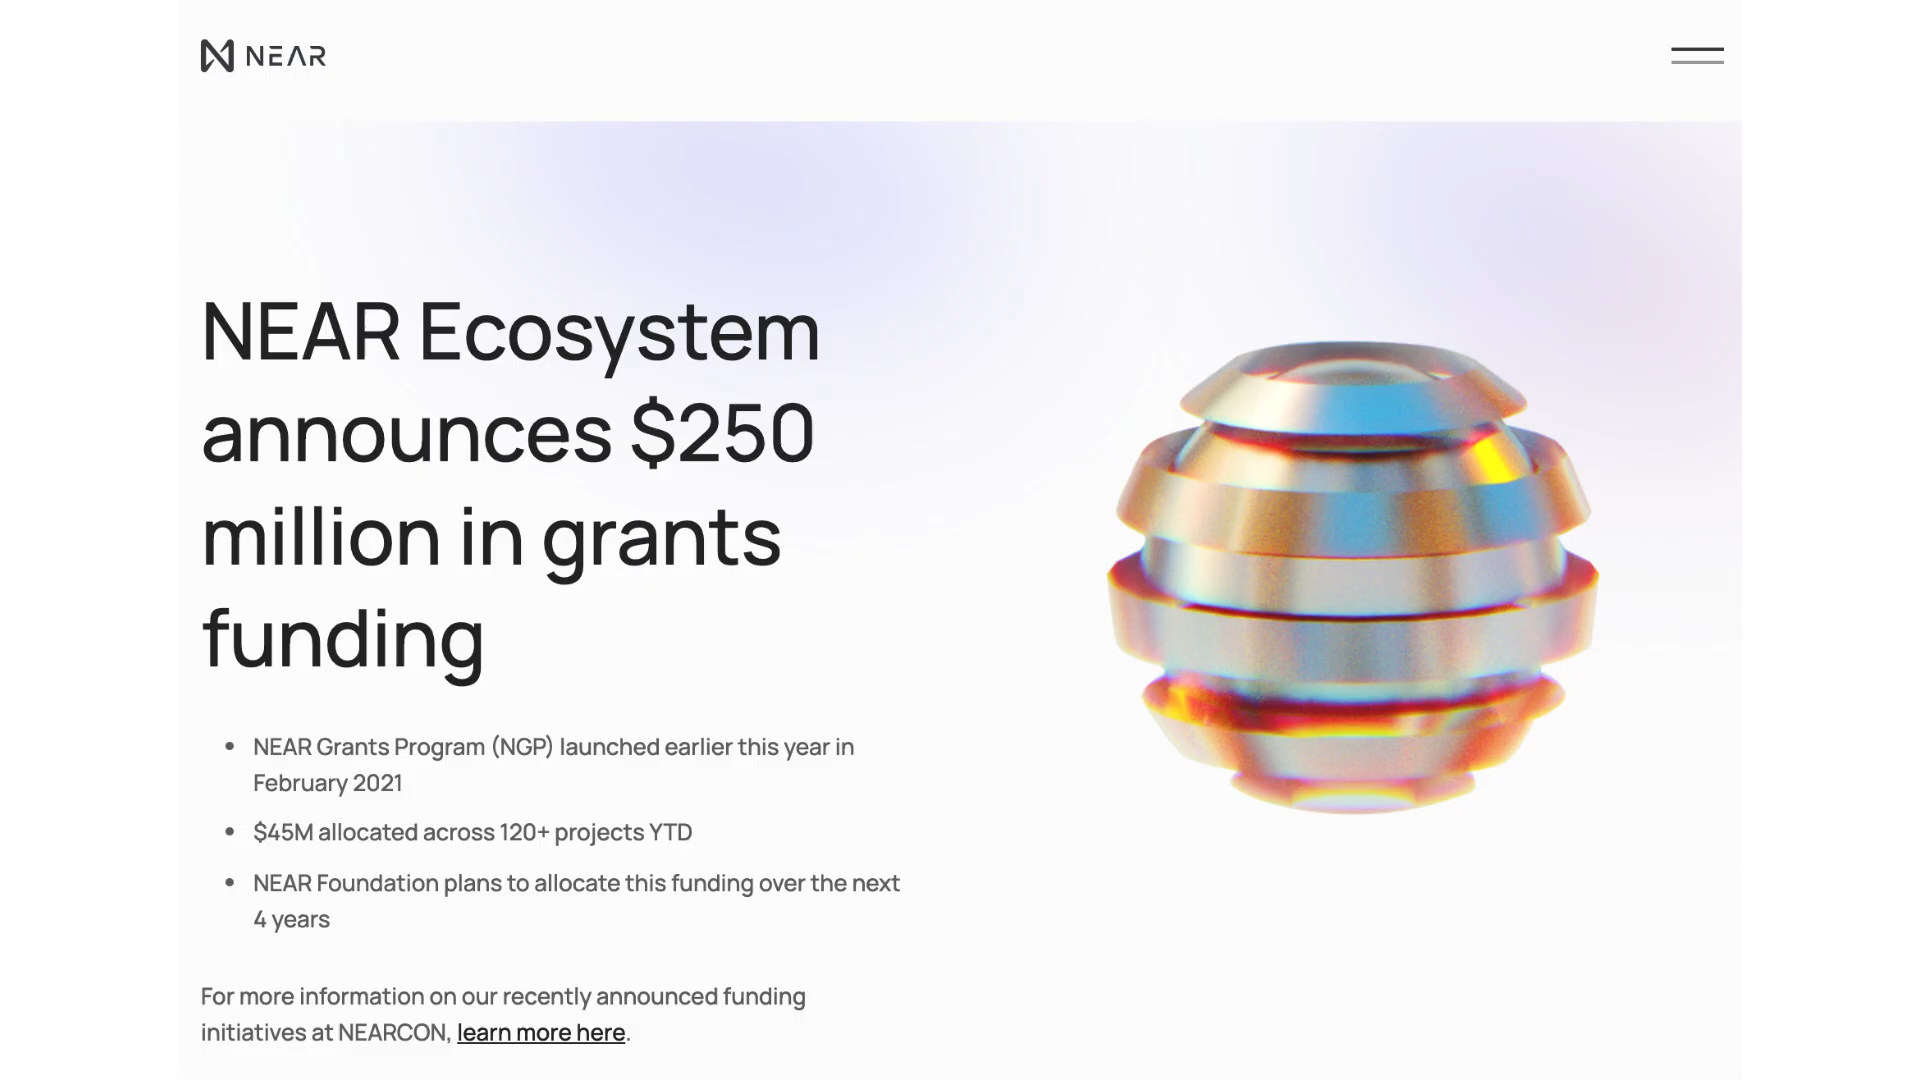 NEAR
NEAR Ecosystem
announces $250
million in grants
funding
• NEAR Grants Program (NGP) launched earlier this year in
February 2021
• $45M allocated across 120+ projects YTD
• NEAR Foundation plans to allocate this funding over the next
4 years
For more information on our recently announced funding
initiatives at NEARCON, learn more here.